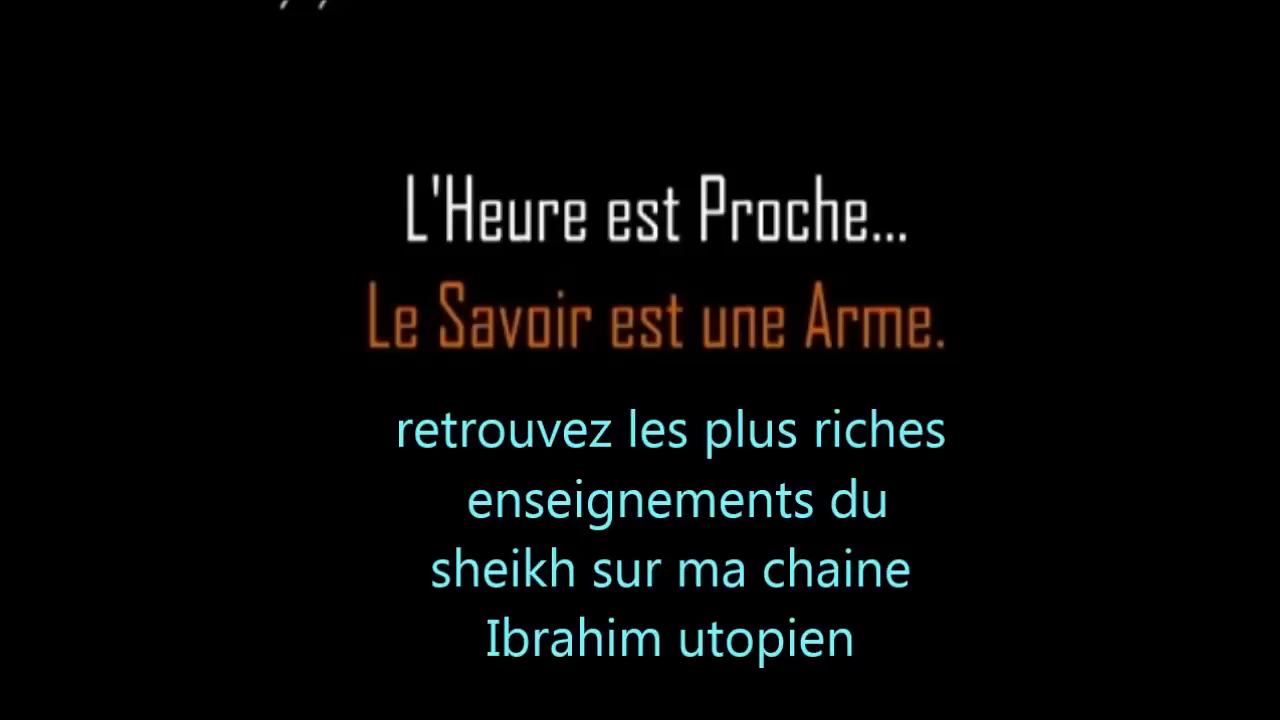 L'Heure est Proche...
Le Savoir est une Arme.
retrouvez les plus riches
enseignements du
sheikh sur ma chaine
Ibrahim utopien